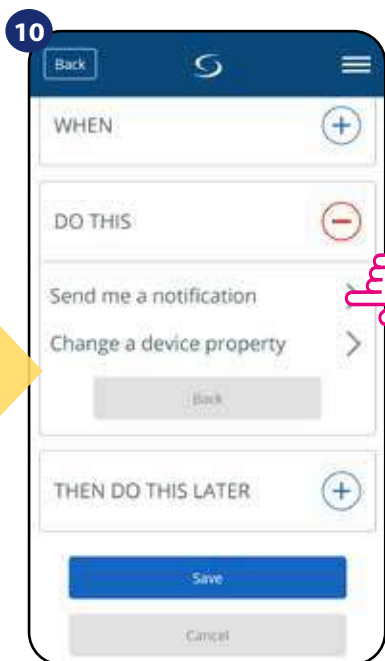 10
Back
WHEN
DO THIS
Send me a notification
Change a device property
Back
THEN DO THIS LATER
Save
Cancel